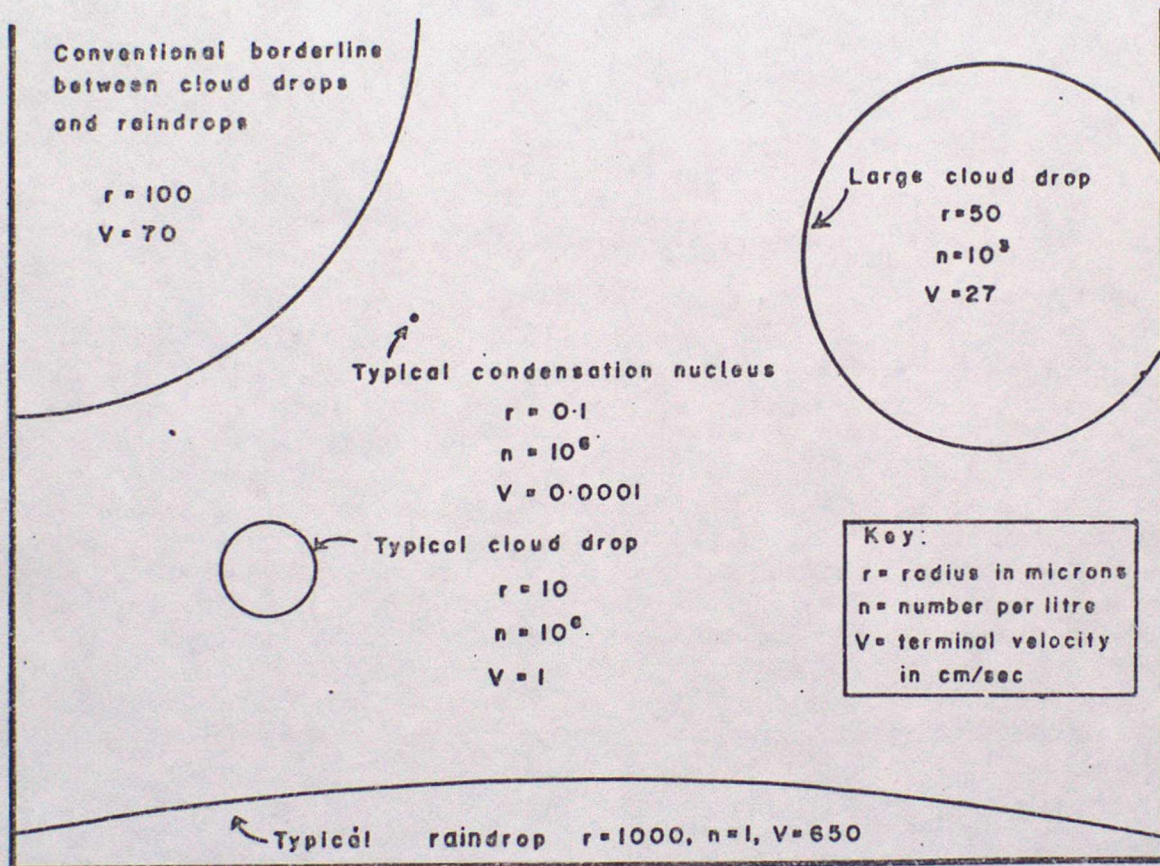 Conventional borderline
between cloud drops
and raindrops
r = 100
V = 70
Large cloud drop
r=50
n=10³
V =27
Typical condensation nucleus
r = 0·1
n = 10⁶
V = 0·0001
Typical cloud drop
r = 10
n = 10⁶
V = 1
Key:
r= radius in microns
n= number per litre
V= terminal velocity
in cm/sec
Typical raindrop r=1000, n=1, V=650